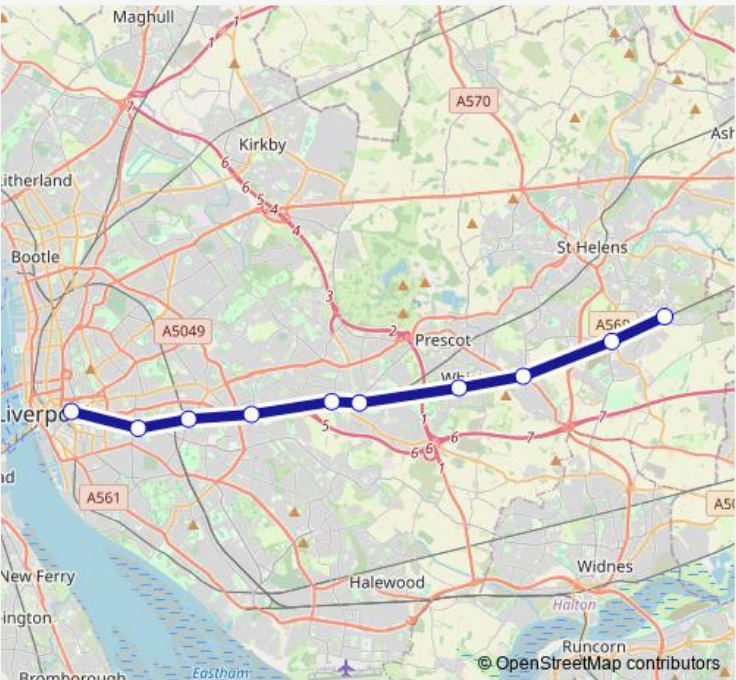 Maghull
1
1
7
A570
Kirkby
Ash
6
Litherland
6
5
4
4
St Helens
Bootle
3
A5049
2
A569
Prescot
Whi
Liverpo
1
7
5
6
6
7
6
1
A561
A50
New Ferry
Halewood
Widnes
Halton
ington
Runcorn
Bromborough
Eastham
© OpenStreetMap contributors